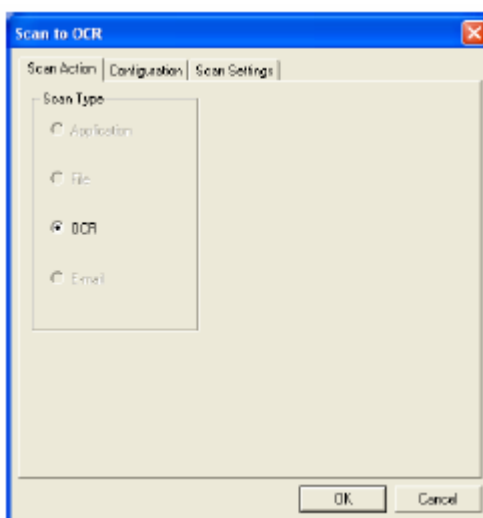 Scan to OCR
Scan Action Configuration Scan Settings
Scan Type
Application
File
OCR
E-mail
OK Cancel